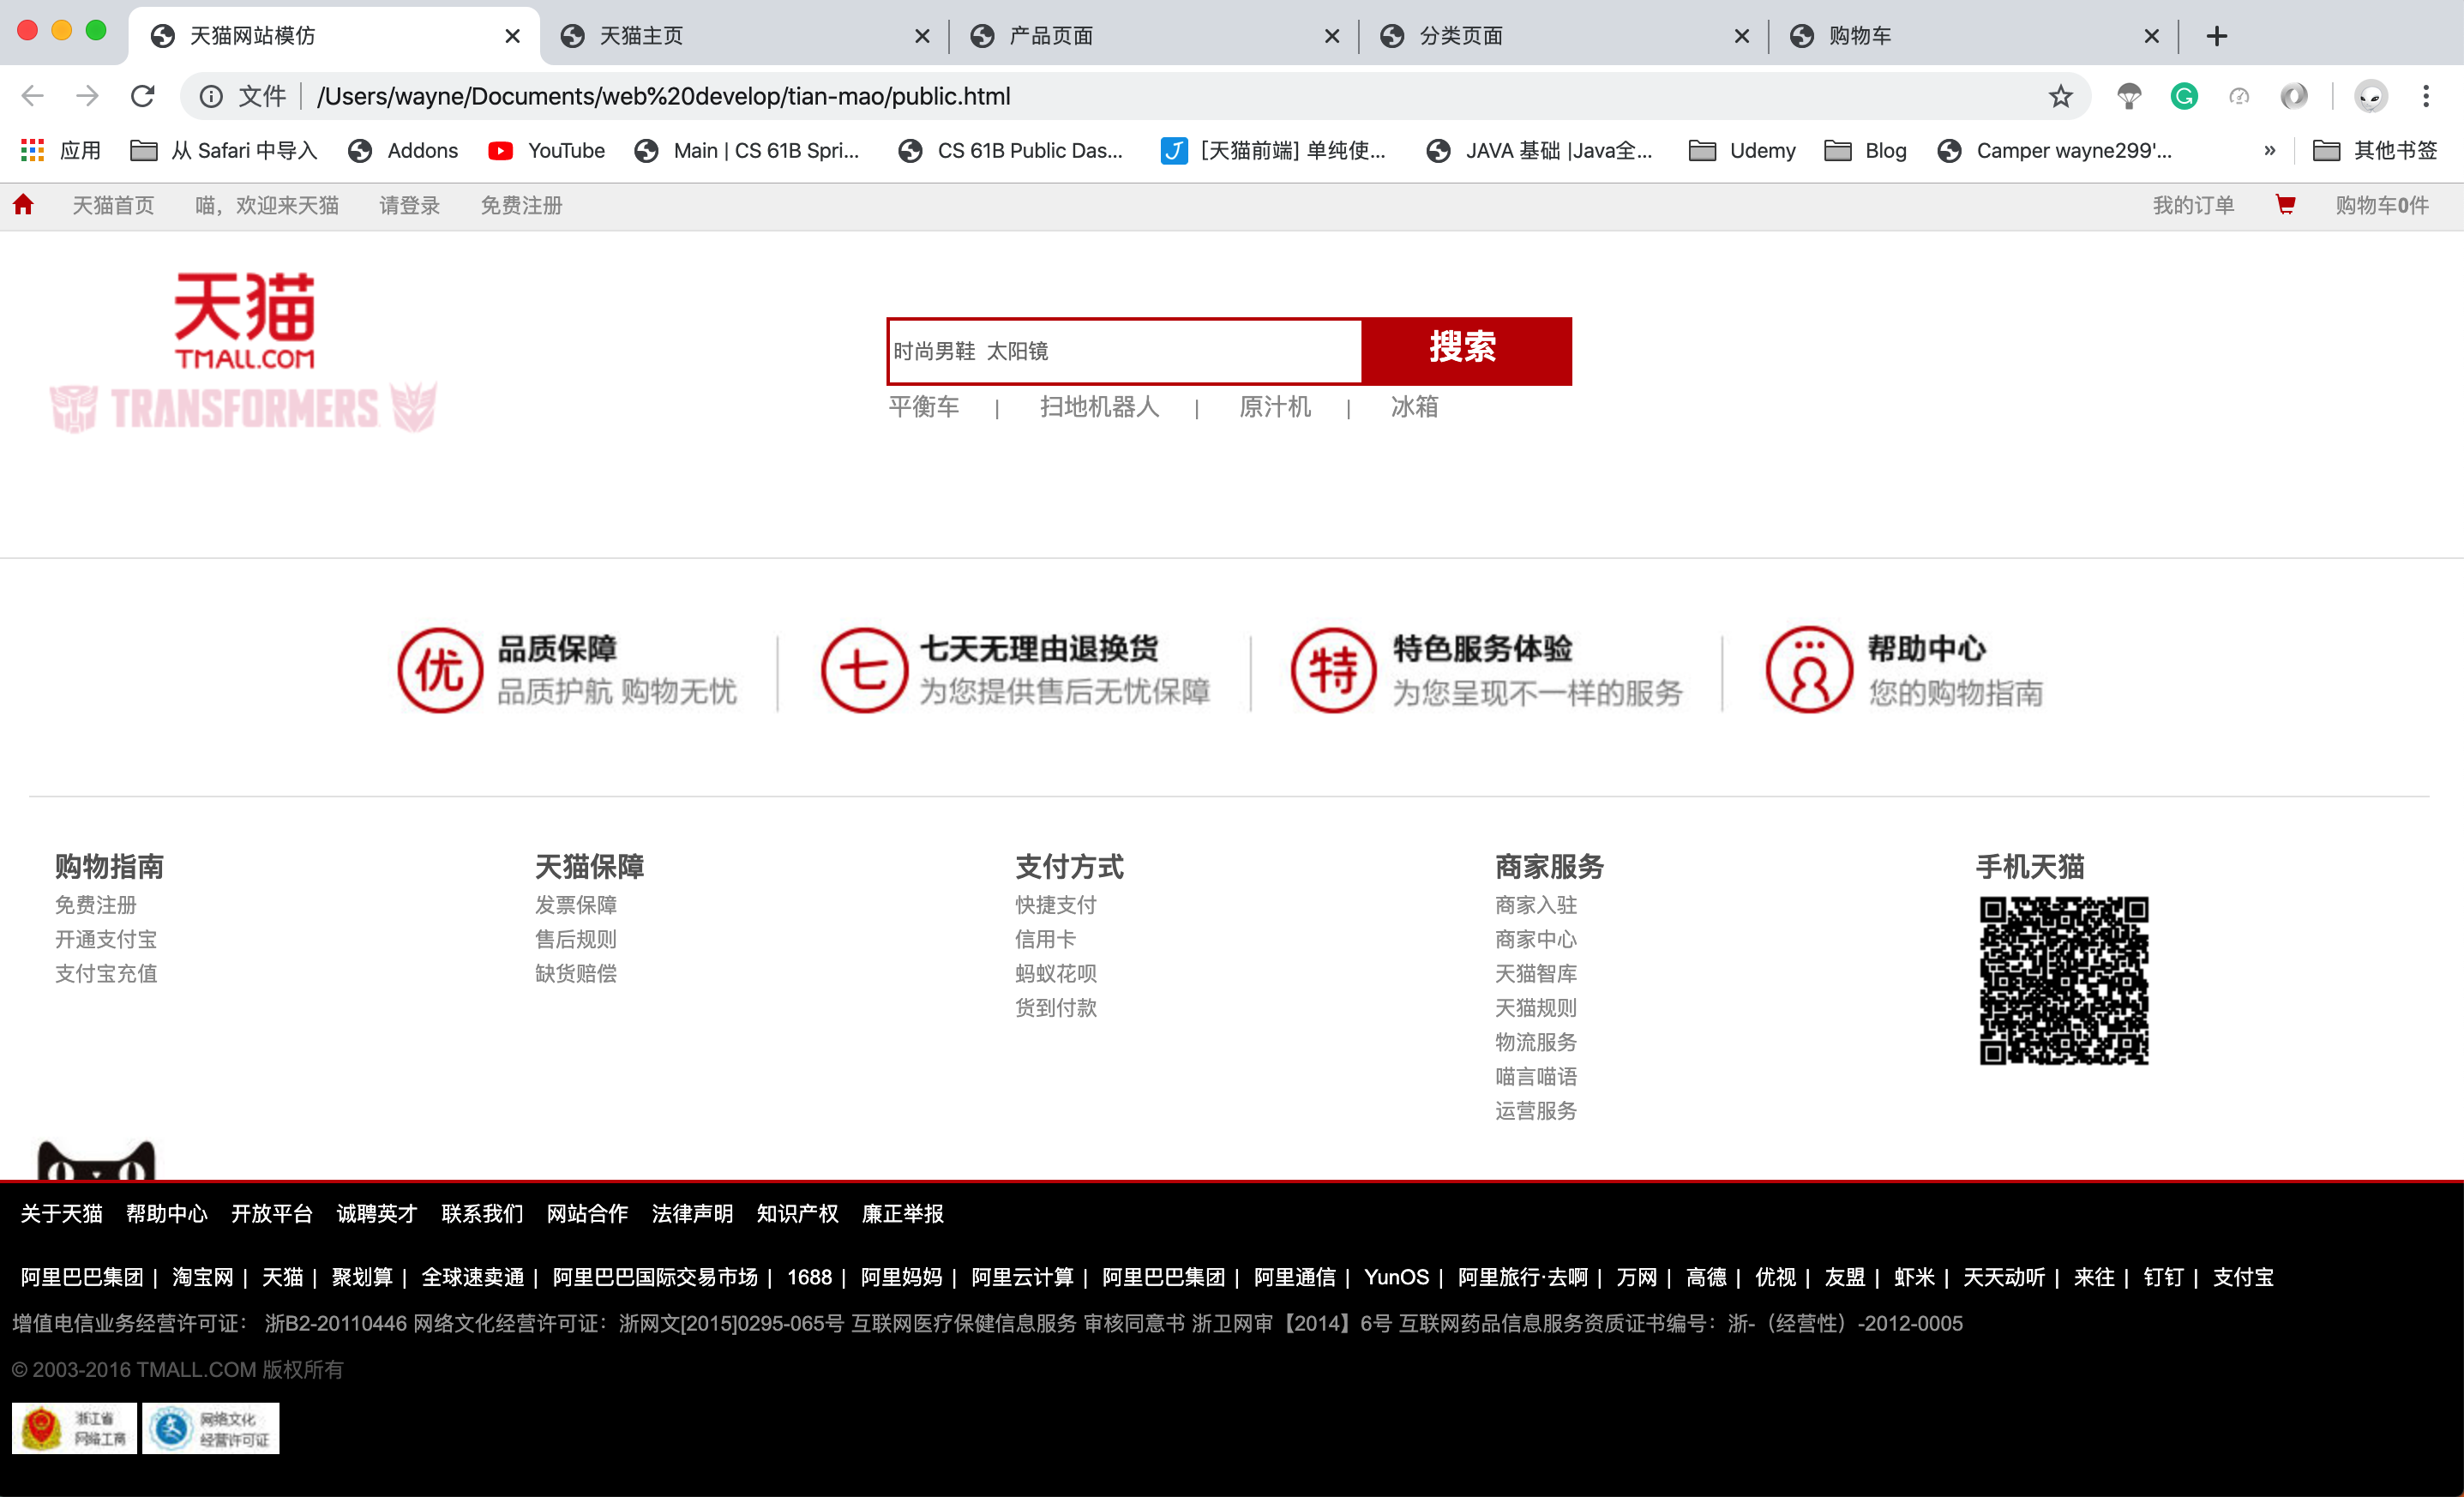 天猫网站模仿
天猫主页
产品页面
分类页面
购物车
文件 /Users/wayne/Documents/web%20develop/tian-mao/public.html
应用 从 Safari 中导入 Addons YouTube Main | CS 61B Spri... CS 61B Public Das... [天猫前端] 单纯使... JAVA 基础 |Java全... Udemy Blog Camper wayne299'... » 其他书签
天猫首页 喵，欢迎来天猫 请登录 免费注册 我的订单 购物车0件
天猫
TMALL.COM
TRANSFORMERS
时尚男鞋 太阳镜 搜索
平衡车 | 扫地机器人 | 原汁机 | 冰箱
优 品质保障
品质护航 购物无忧
七 七天无理由退换货
为您提供售后无忧保障
特 特色服务体验
为您呈现不一样的服务
帮助中心
您的购物指南
购物指南
免费注册
开通支付宝
支付宝充值
天猫保障
发票保障
售后规则
缺货赔偿
支付方式
快捷支付
信用卡
蚂蚁花呗
货到付款
商家服务
商家入驻
商家中心
天猫智库
天猫规则
物流服务
喵言喵语
运营服务
手机天猫
关于天猫 帮助中心 开放平台 诚聘英才 联系我们 网站合作 法律声明 知识产权 廉正举报
阿里巴巴集团 | 淘宝网 | 天猫 | 聚划算 | 全球速卖通 | 阿里巴巴国际交易市场 | 1688 | 阿里妈妈 | 阿里云计算 | 阿里巴巴集团 | 阿里通信 | YunOS | 阿里旅行·去啊 | 万网 | 高德 | 优视 | 友盟 | 虾米 | 天天动听 | 来往 | 钉钉 | 支付宝
增值电信业务经营许可证： 浙B2-20110446 网络文化经营许可证：浙网文[2015]0295-065号 互联网医疗保健信息服务 审核同意书 浙卫网审【2014】6号 互联网药品信息服务资质证书编号：浙-（经营性）-2012-0005
© 2003-2016 TMALL.COM 版权所有
浙江省
网络工商
网络文化
经营许可证